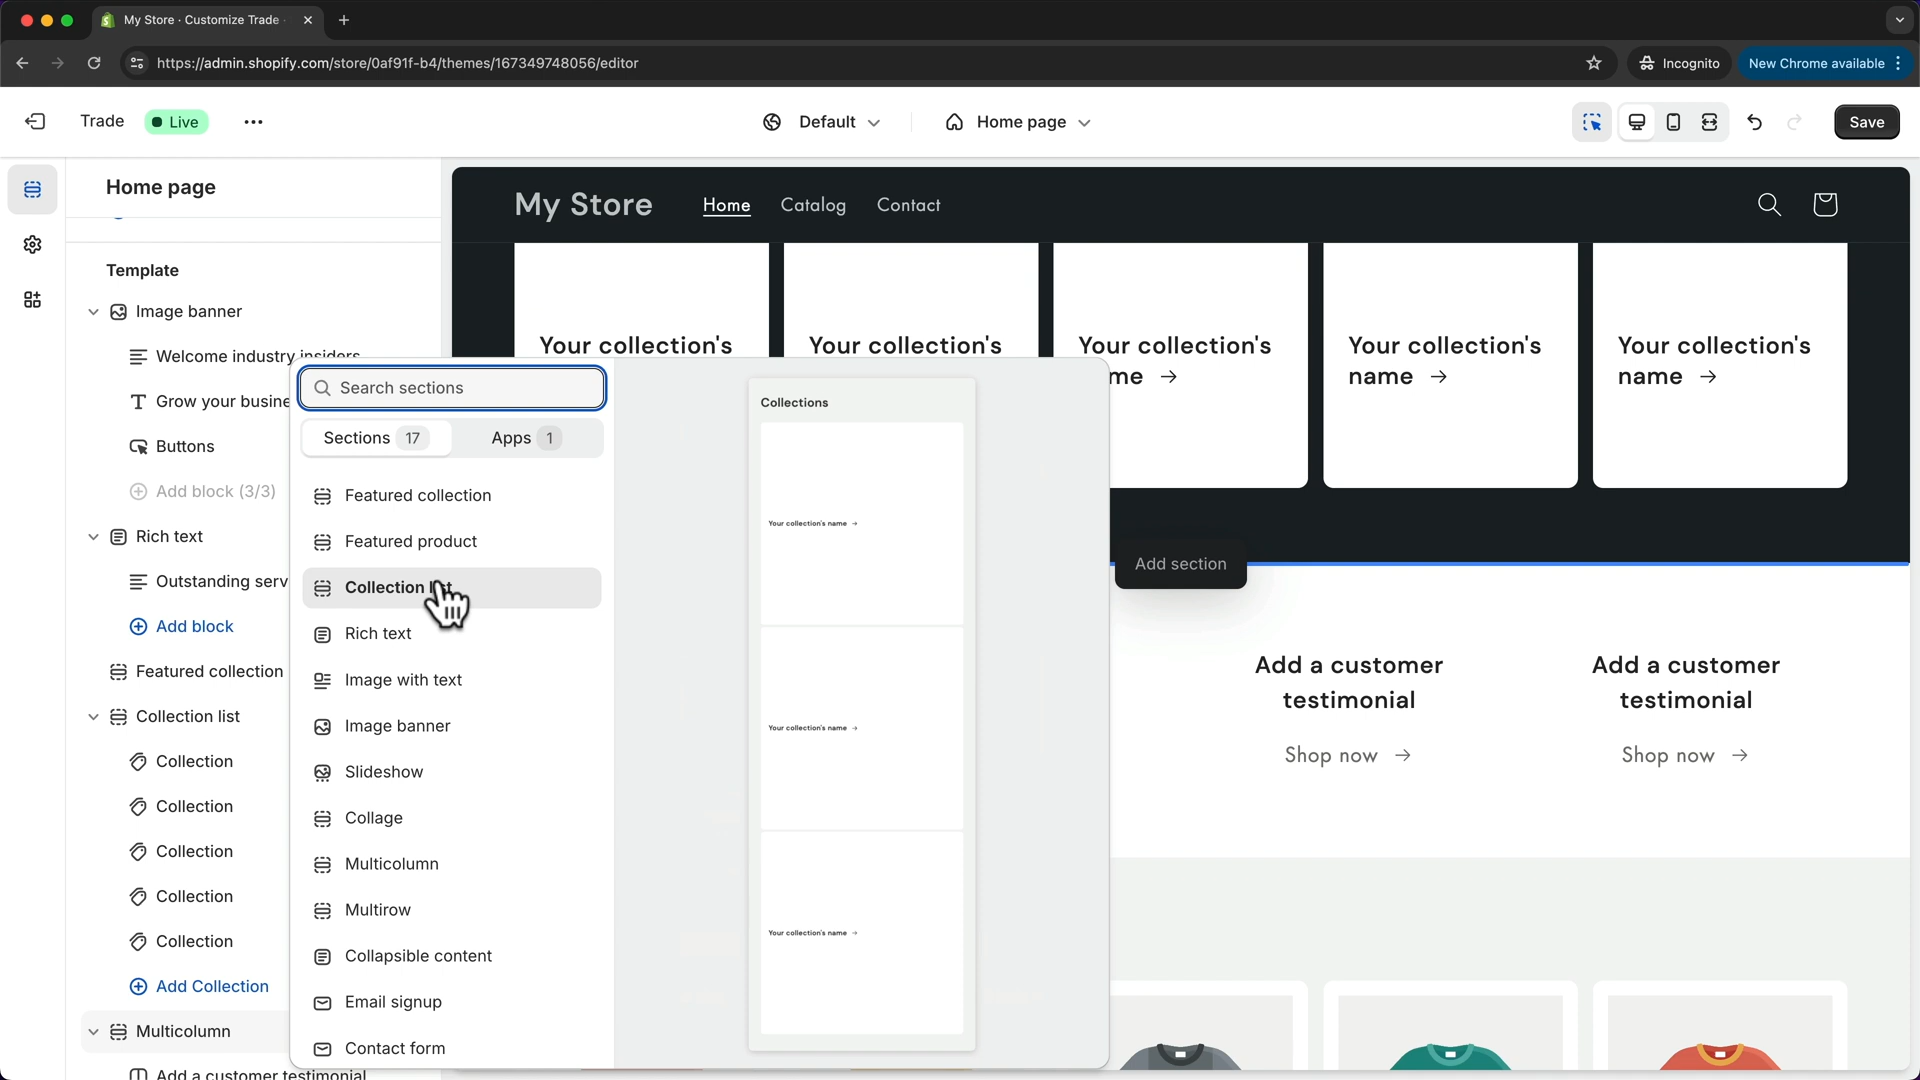 My Store · Customize Trade ·
https://admin.shopify.com/store/0af91f-b4/themes/167349748056/editor
Incognito
New Chrome available
Trade
Live
Default
Home page
Save
Home page
Template
Image banner
Welcome industry insiders
Grow your busine
Buttons
Add block (3/3)
Rich text
Outstanding serv
Add block
Featured collection
Collection list
Collection
Collection
Collection
Collection
Collection
Add Collection
Multicolumn
Add a customer testimonial
Search sections
Sections 17
Apps 1
Featured collection
Featured product
Collection list
Rich text
Image with text
Image banner
Slideshow
Collage
Multicolumn
Multirow
Collapsible content
Email signup
Contact form
Collections
Your collection's name →
Your collection's name →
Your collection's name →
My Store
Home
Catalog
Contact
Your collection's
Your collection's
Your collection's
me →
Your collection's
name →
Your collection's
name →
Add section
Add a customer
testimonial
Shop now →
Add a customer
testimonial
Shop now →